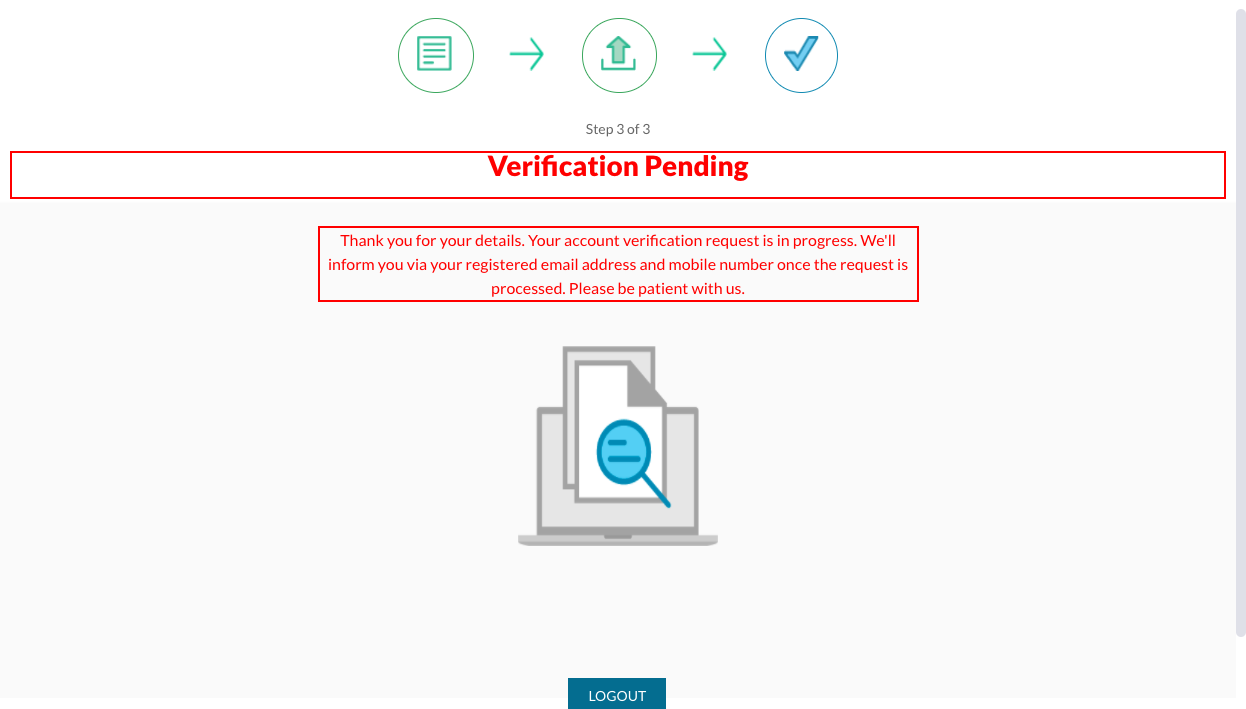 Step 3 of 3
Verification Pending
Thank you for your details. Your account verification request is in progress. We'll
inform you via your registered email address and mobile number once the request is
processed. Please be patient with us.
LOGOUT